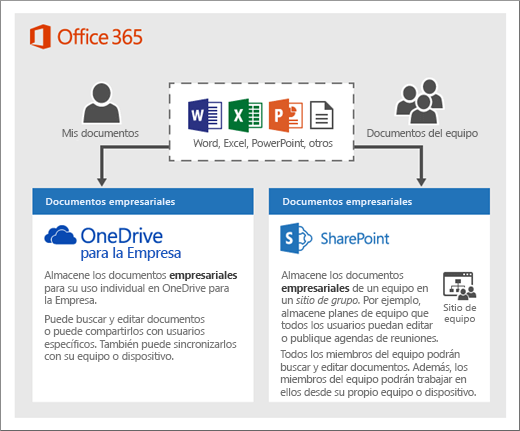 Office 365
W
X
P
Mis documentos
Word, Excel, PowerPoint, otros
Documentos del equipo
Documentos empresariales
OneDrive
para la Empresa
Almacene los documentos empresariales
para su uso individual en OneDrive para
la Empresa.
Puede buscar y editar documentos
o puede compartirlos con usuarios
específicos. También puede sincronizarlos
con su equipo o dispositivo.
Documentos empresariales
S
SharePoint
Almacene los documentos
empresariales de un equipo en
un sitio de grupo. Por ejemplo,
almacene planes de equipo que
todos los usuarios puedan editar
o publique agendas de reuniones.
Sitio de
equipo
Todos los miembros del equipo podrán
buscar y editar documentos. Además, los
miembros del equipo podrán trabajar en
ellos desde su propio equipo o dispositivo.